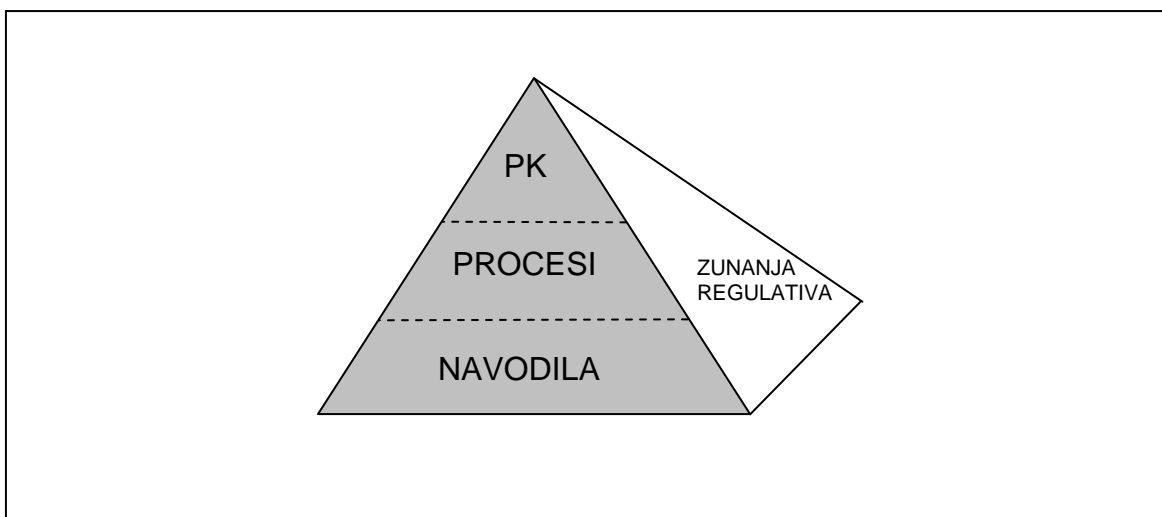 PK
PROCESI
ZUNANJA
REGULATIVA
NAVODILA